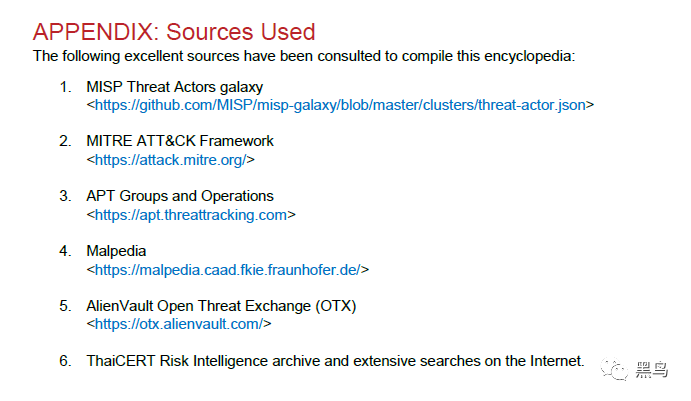 APPENDIX: Sources Used
The following excellent sources have been consulted to compile this encyclopedia:
1. MISP Threat Actors galaxy
<https://github.com/MISP/misp-galaxy/blob/master/clusters/threat-actor.json>
2. MITRE ATT&CK Framework
<https://attack.mitre.org/>
3. APT Groups and Operations
<https://apt.threattracking.com>
4. Malpedia
<https://malpedia.caad.fkie.fraunhofer.de/>
5. AlienVault Open Threat Exchange (OTX)
<https://otx.alienvault.com/>
6. ThaiCERT Risk Intelligence archive and extensive searches on the Internet.
黑鸟